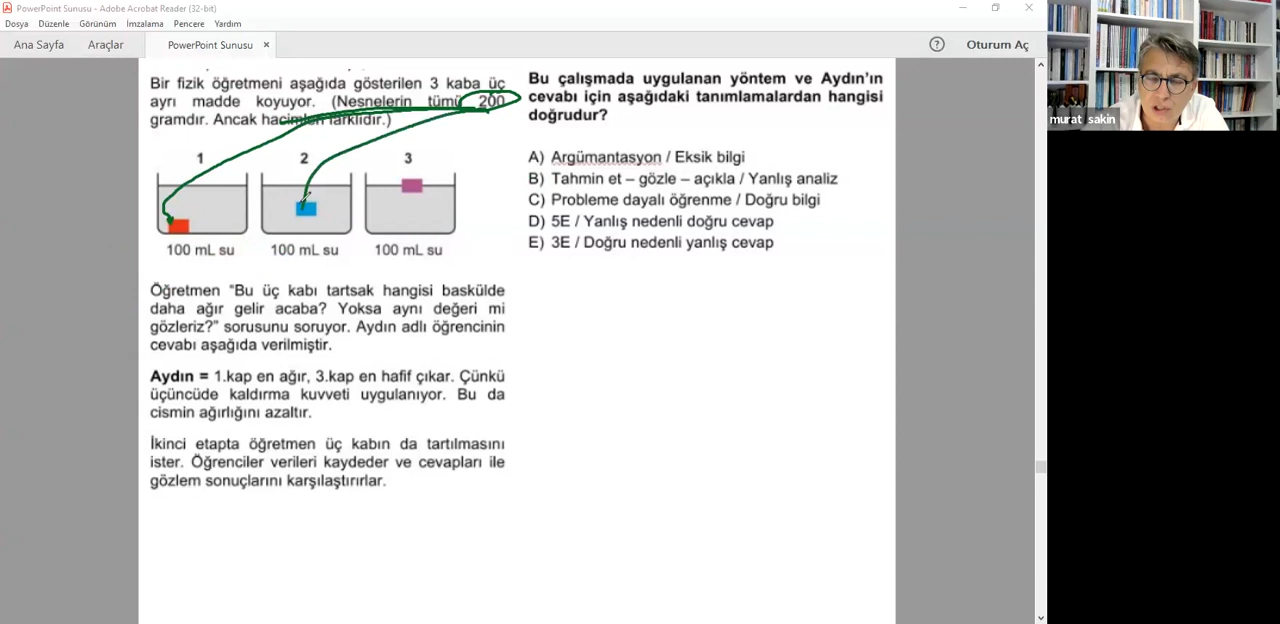 PowerPoint Sunusu - Adobe Acrobat Reader (32-bit)
Dosya Düzenle Görünüm İmzalama Pencere Yardım
Ana Sayfa Araçlar PowerPoint Sunusu × ? Oturum Aç
Bir fizik öğretmeni aşağıda gösterilen 3 kaba üç
ayrı madde koyuyor. (Nesnelerin tümü 200
gramdır. Ancak hacimleri farklıdır.)
1 2 3
100 mL su 100 mL su 100 mL su
Öğretmen "Bu üç kabı tartsak hangisi baskülde
daha ağır gelir acaba? Yoksa aynı değeri mi
gözleriz?" sorusunu soruyor. Aydın adlı öğrencinin
cevabı aşağıda verilmiştir.
Aydın = 1.kap en ağır, 3.kap en hafif çıkar. Çünkü
üçüncüde kaldırma kuvveti uygulanıyor. Bu da
cismin ağırlığını azaltır.
İkinci etapta öğretmen üç kabın da tartılmasını
ister. Öğrenciler verileri kaydeder ve cevapları ile
gözlem sonuçlarını karşılaştırırlar.
Bu çalışmada uygulanan yöntem ve Aydın'ın
cevabı için aşağıdaki tanımlamalardan hangisi
doğrudur?
A) Argümantasyon / Eksik bilgi
B) Tahmin et – gözle – açıkla / Yanlış analiz
C) Probleme dayalı öğrenme / Doğru bilgi
D) 5E / Yanlış nedenli doğru cevap
E) 3E / Doğru nedenli yanlış cevap
murat sakin